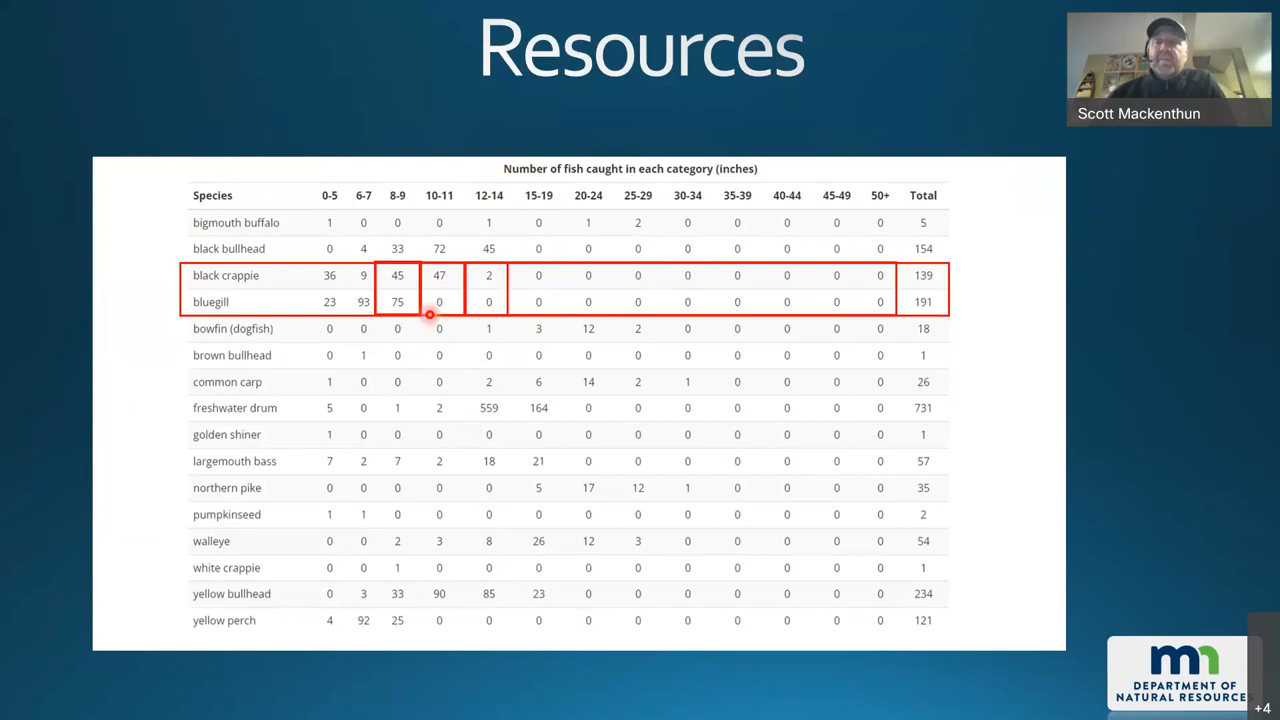 Resources
Scott Mackenthun
Number of fish caught in each category (inches)
Species 0-5 6-7 8-9 10-11 12-14 15-19 20-24 25-29 30-34 35-39 40-44 45-49 50+ Total
bigmouth buffalo 1 0 0 0 1 0 1 2 0 0 0 0 0 5
black bullhead 0 4 33 72 45 0 0 0 0 0 0 0 0 154
black crappie 36 9 45 47 2 0 0 0 0 0 0 0 0 139
bluegill 23 93 75 0 0 0 0 0 0 0 0 0 0 191
bowfin (dogfish) 0 0 0 0 1 3 12 2 0 0 0 0 0 18
brown bullhead 0 1 0 0 0 0 0 0 0 0 0 0 0 1
common carp 1 0 0 0 2 6 14 2 1 0 0 0 0 26
freshwater drum 5 0 1 2 559 164 0 0 0 0 0 0 0 731
golden shiner 1 0 0 0 0 0 0 0 0 0 0 0 0 1
largemouth bass 7 2 7 2 18 21 0 0 0 0 0 0 0 57
northern pike 0 0 0 0 0 5 17 12 1 0 0 0 0 35
pumpkinseed 1 1 0 0 0 0 0 0 0 0 0 0 0 2
walleye 0 0 2 3 8 26 12 3 0 0 0 0 0 54
white crappie 0 0 1 0 0 0 0 0 0 0 0 0 0 1
yellow bullhead 0 3 33 90 85 23 0 0 0 0 0 0 0 234
yellow perch 4 92 25 0 0 0 0 0 0 0 0 0 0 121
mn
DEPARTMENT OF
NATURAL RESOURCES
+4